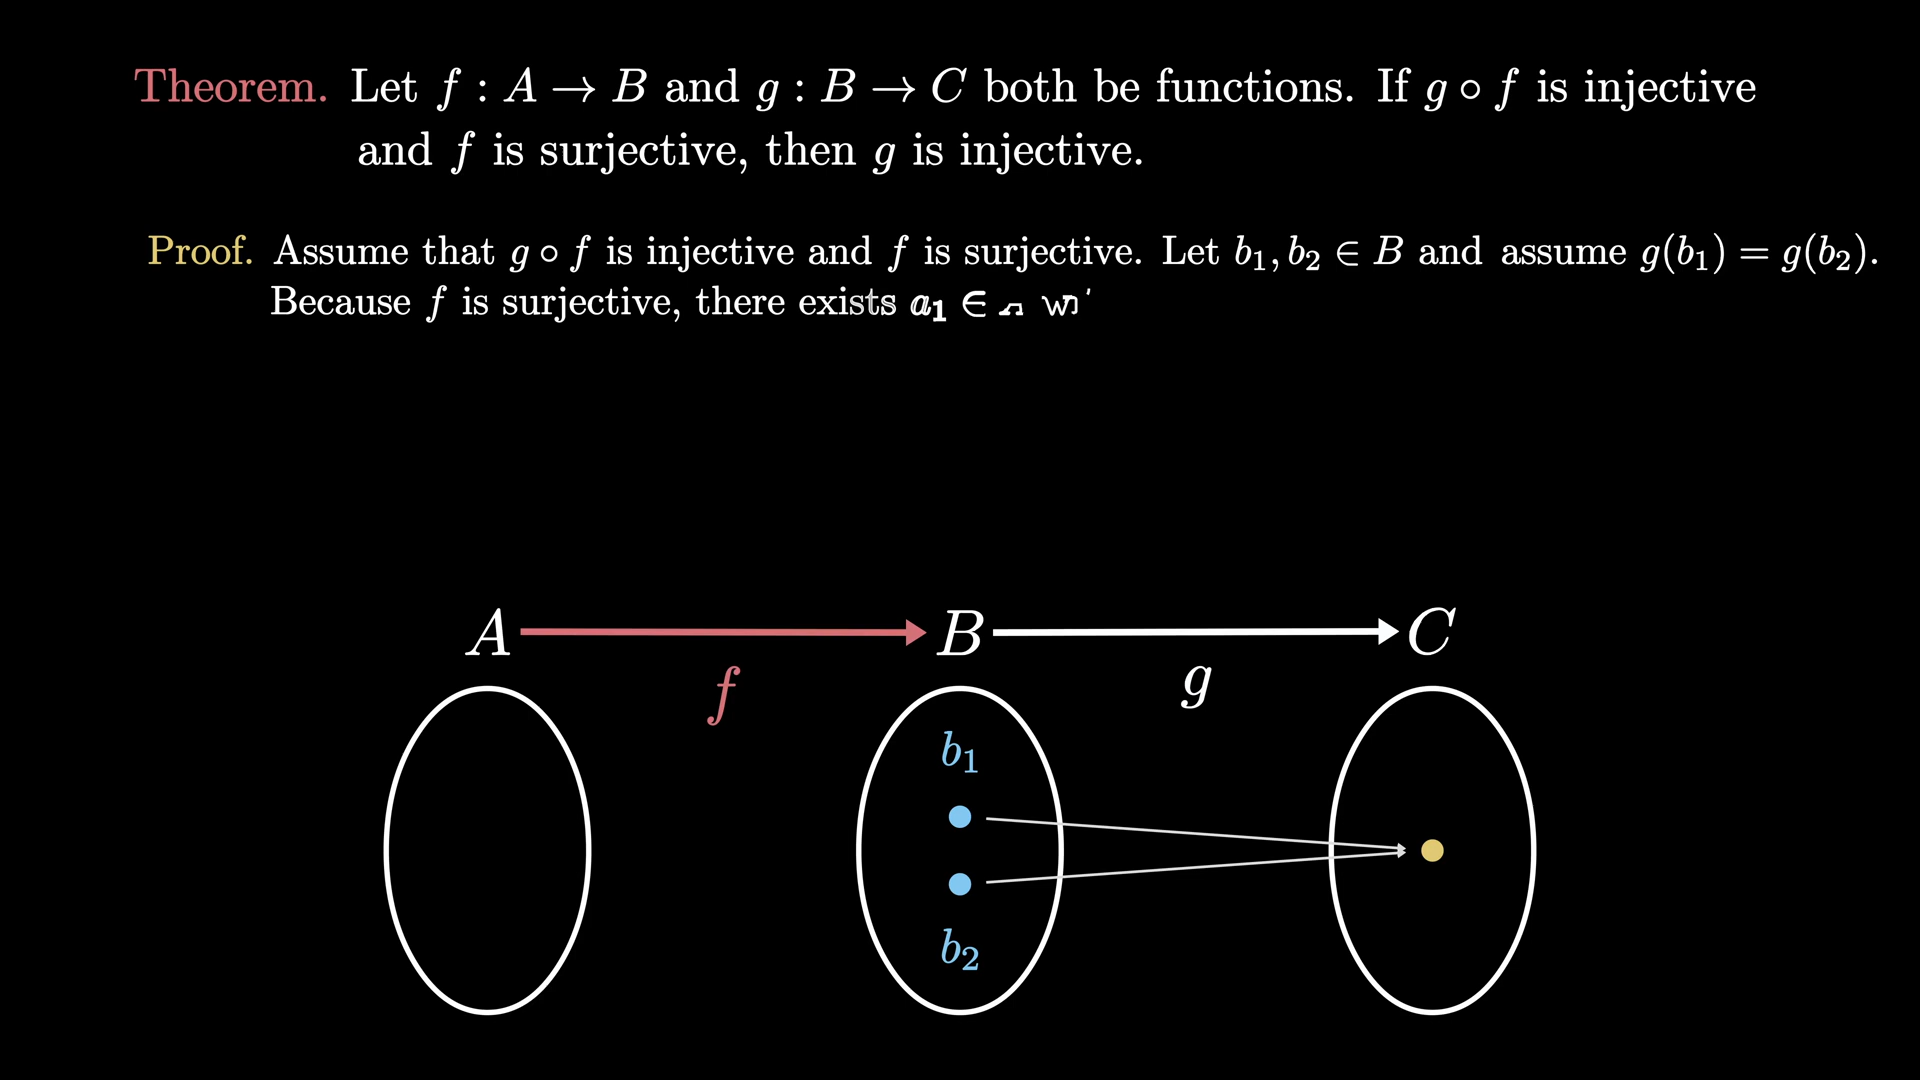 Theorem. Let f : A → B and g : B → C both be functions. If g ∘ f is injective
and f is surjective, then g is injective.
Proof. Assume that g ∘ f is injective and f is surjective. Let b₁, b₂ ∈ B and assume g(b₁) = g(b₂).
Because f is surjective, there exists a₁ ∈
A B C
f g
b₁
b₂